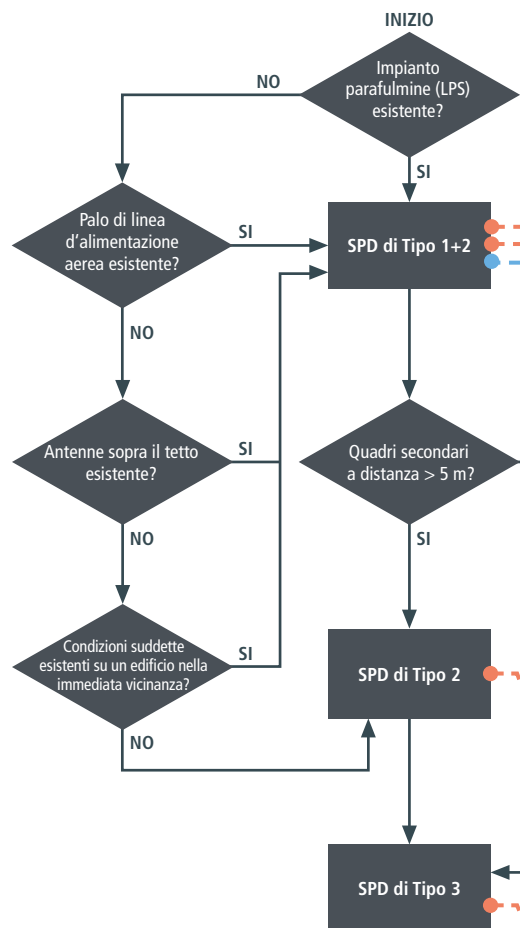 INIZIO
Impianto
parafulmine (LPS)
esistente?
NO
SI
Palo di linea
d'alimentazione
aerea esistente?
SI
SPD di Tipo 1+2
NO
Antenne sopra il tetto
esistente?
SI
Quadri secondari
a distanza > 5 m?
NO
SI
Condizioni suddette
esistenti su un edificio nella
immediata vicinanza?
SI
SPD di Tipo 2
NO
SPD di Tipo 3